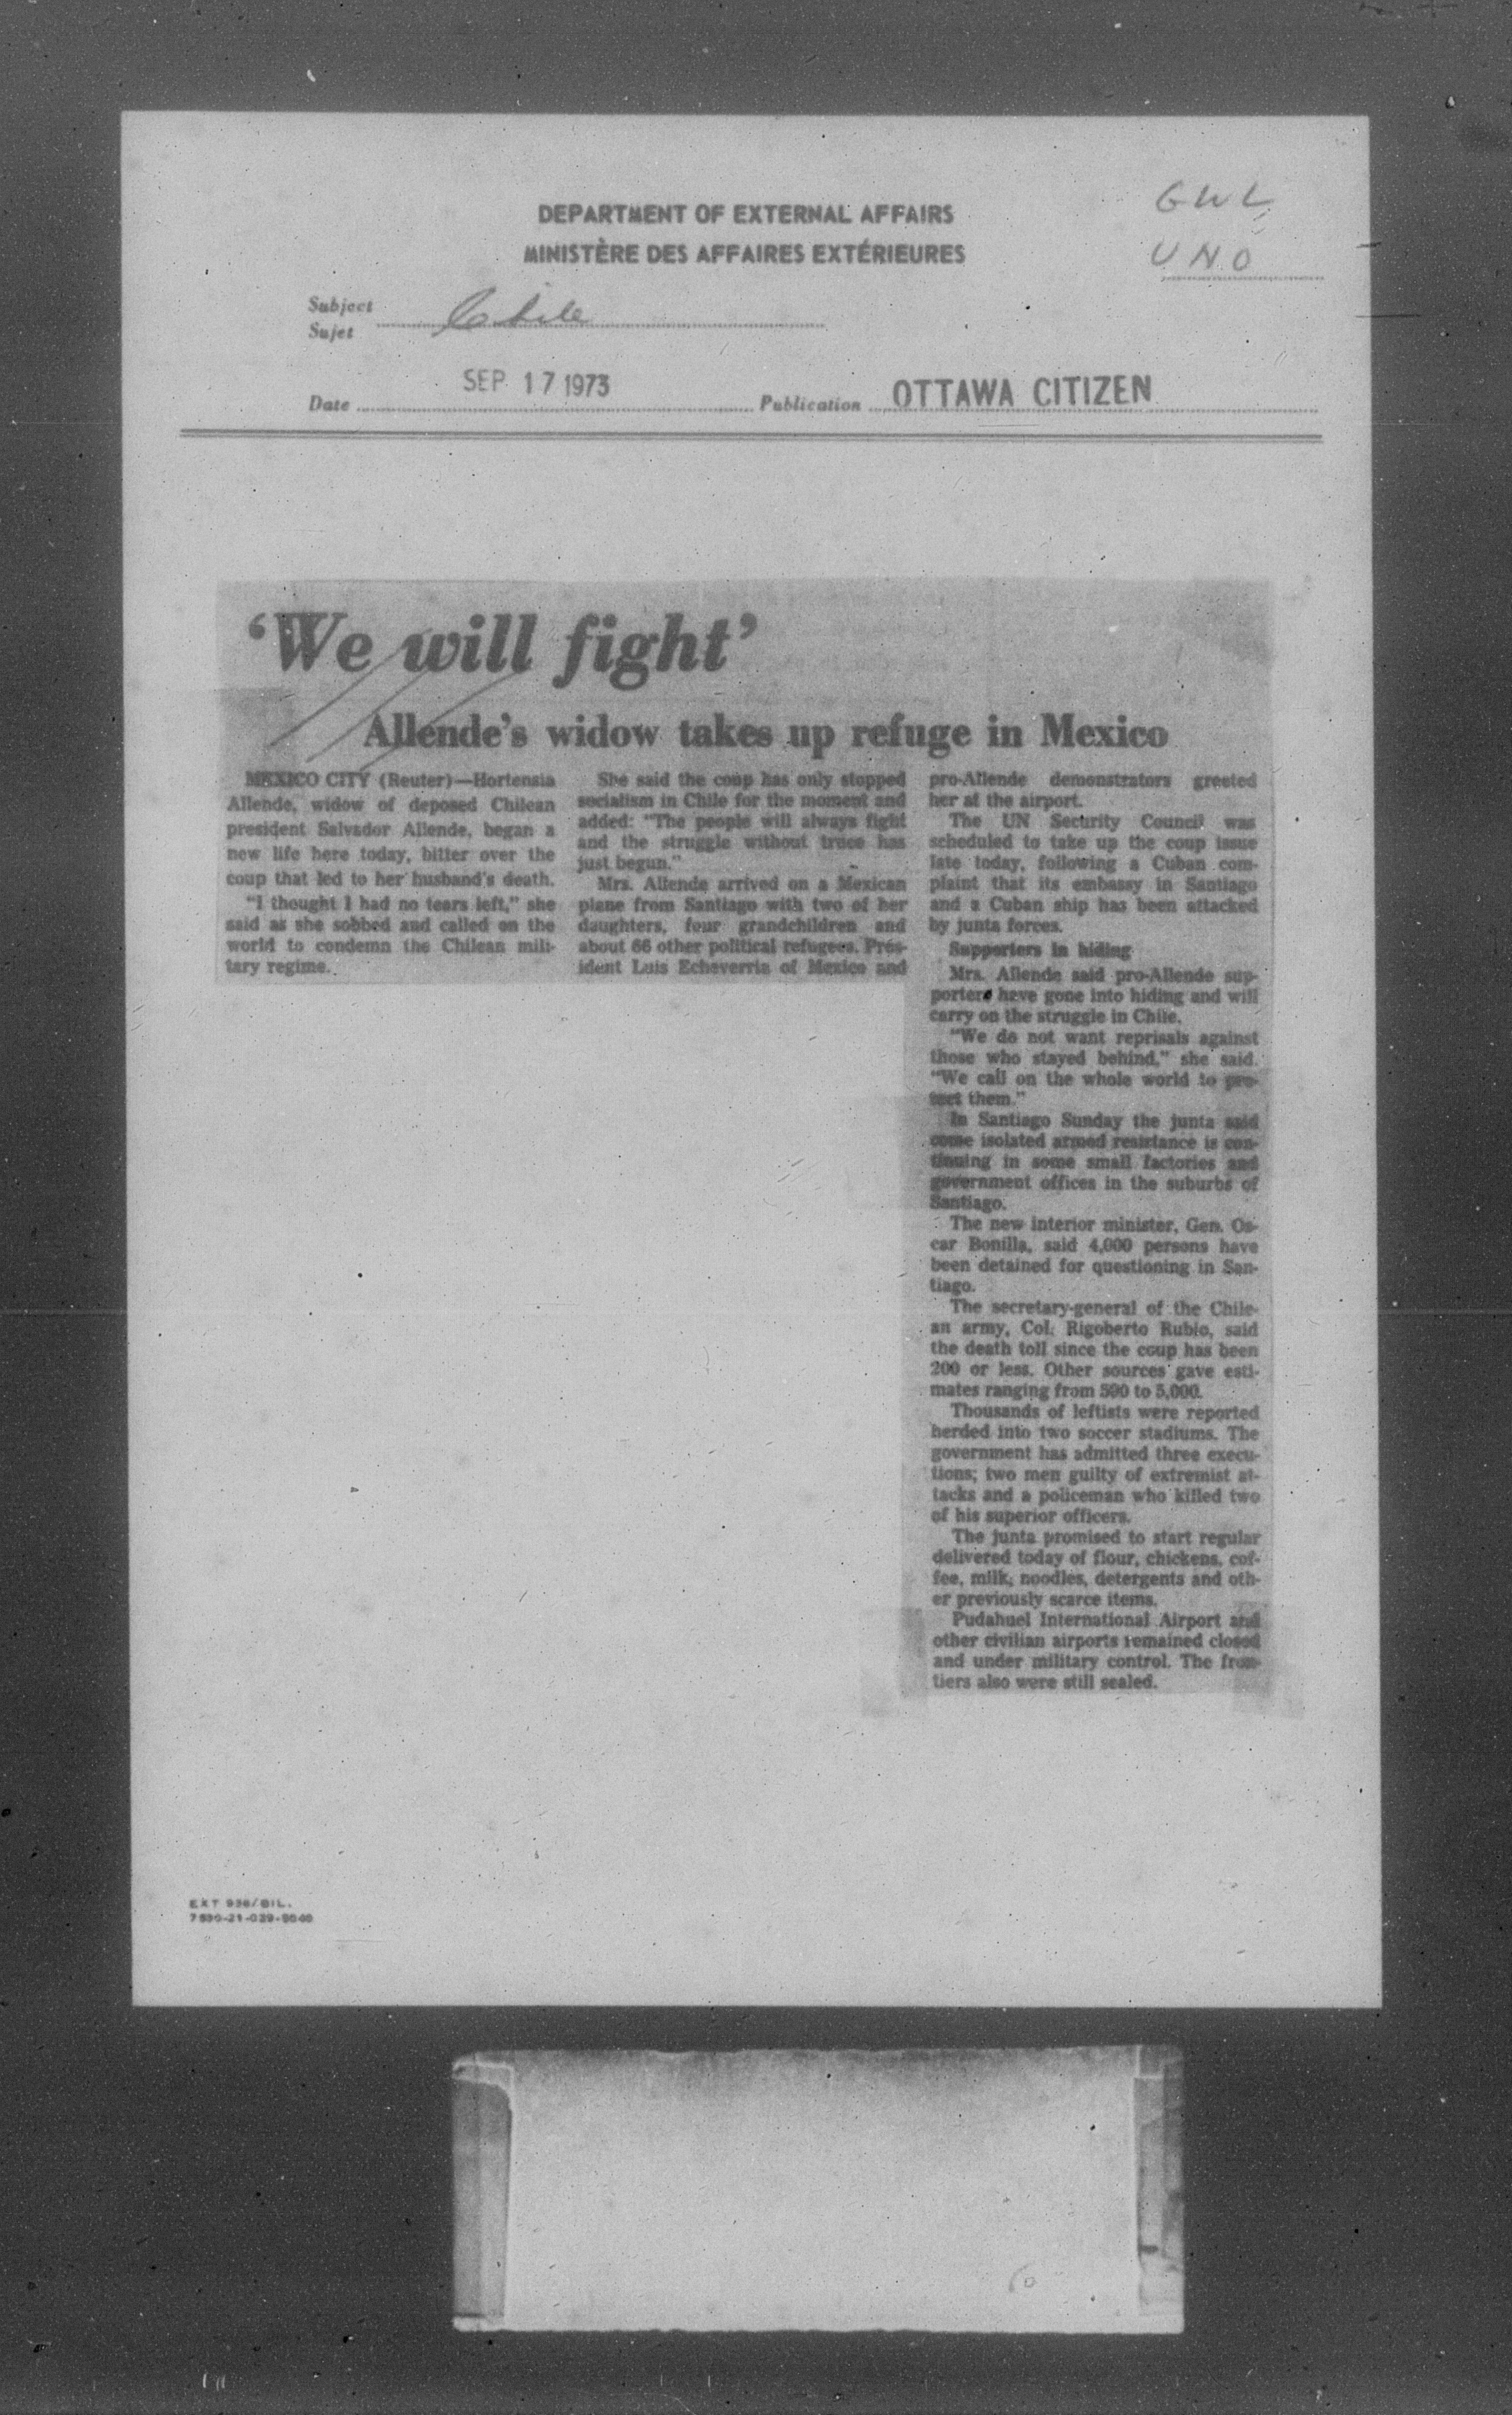 GWL
UNO
DEPARTMENT OF EXTERNAL AFFAIRS
MINISTÈRE DES AFFAIRES EXTÉRIEURES
Subject
Sujet
Chile
Date
SEP 17 1973
Publication
OTTAWA CITIZEN
‘We will fight’
Allende's widow takes up refuge in Mexico
MEXICO CITY (Reuter)—Hortensia
Allende, widow of deposed Chilean
president Salvador Allende, began a
new life here today, bitter over the
coup that led to her husband's death.
"I thought I had no tears left," she
said as she sobbed and called on the
world to condemn the Chilean mili-
tary regime.
She said the coup has only stopped
socialism in Chile for the moment and
added: "The people will always fight
and the struggle without truce has
just begun."
Mrs. Allende arrived on a Mexican
plane from Santiago with two of her
daughters, four grandchildren and
about 66 other political refugees. Pres-
ident Luis Echeverria of Mexico and
pro-Allende demonstrators greeted
her at the airport.
The UN Security Council was
scheduled to take up the coup issue
late today, following a Cuban com-
plaint that its embassy in Santiago
and a Cuban ship has been attacked
by junta forces.
Supporters in hiding
Mrs. Allende said pro-Allende sup-
porters have gone into hiding and will
carry on the struggle in Chile.
"We do not want reprisals against
those who stayed behind," she said.
"We call on the whole world to pro-
tect them."
In Santiago Sunday the junta said
some isolated armed resistance is con-
tinuing in some small factories and
government offices in the suburbs of
Santiago.
The new interior minister, Gen. Os-
car Bonilla, said 4,000 persons have
been detained for questioning in San-
tiago.
The secretary-general of the Chile-
an army, Col. Rigoberto Rubio, said
the death toll since the coup has been
200 or less. Other sources gave esti-
mates ranging from 500 to 5,000.
Thousands of leftists were reported
herded into two soccer stadiums. The
government has admitted three execu-
tions; two men guilty of extremist at-
tacks and a policeman who killed two
of his superior officers.
The junta promised to start regular
delivered today of flour, chickens, cof-
fee, milk, noodles, detergents and oth-
er previously scarce items.
Pudahuel International Airport and
other civilian airports remained closed
and under military control. The fron-
tiers also were still sealed.
EXT 936/BIL.
7530-21-029-